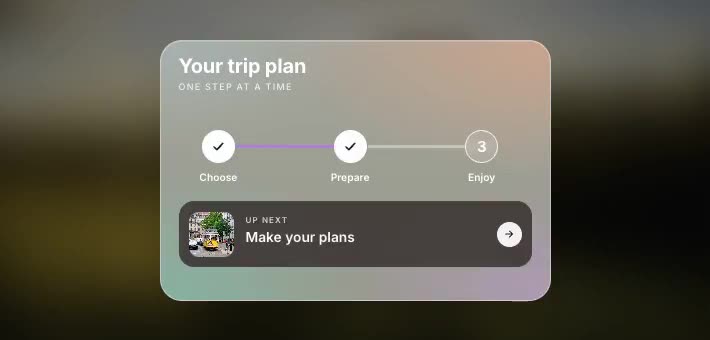 Your trip plan
ONE STEP AT A TIME
3
Choose
Prepare
Enjoy
UP NEXT
Make your plans